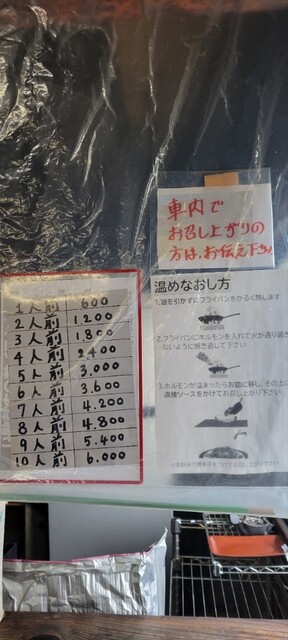 車内で
お召し上がりの
方は、お伝え下さい
1人前 600
2人前 1.200
3人前 1.800
4人前 2.400
5人前 3.000
6人前 3.600
7人前 4.200
8人前 4.800
9人前 5.400
10人前 6.000
温めなおし方
1.油を引かずにフライパンをかるく熱します
2.フライパンにホルモンを入れて火が通り過ぎ
ないように焼き過して下さい
3.ホルモンが温まったらお皿に移し、その上に
直接ソースをかけてお召し上がり下さい